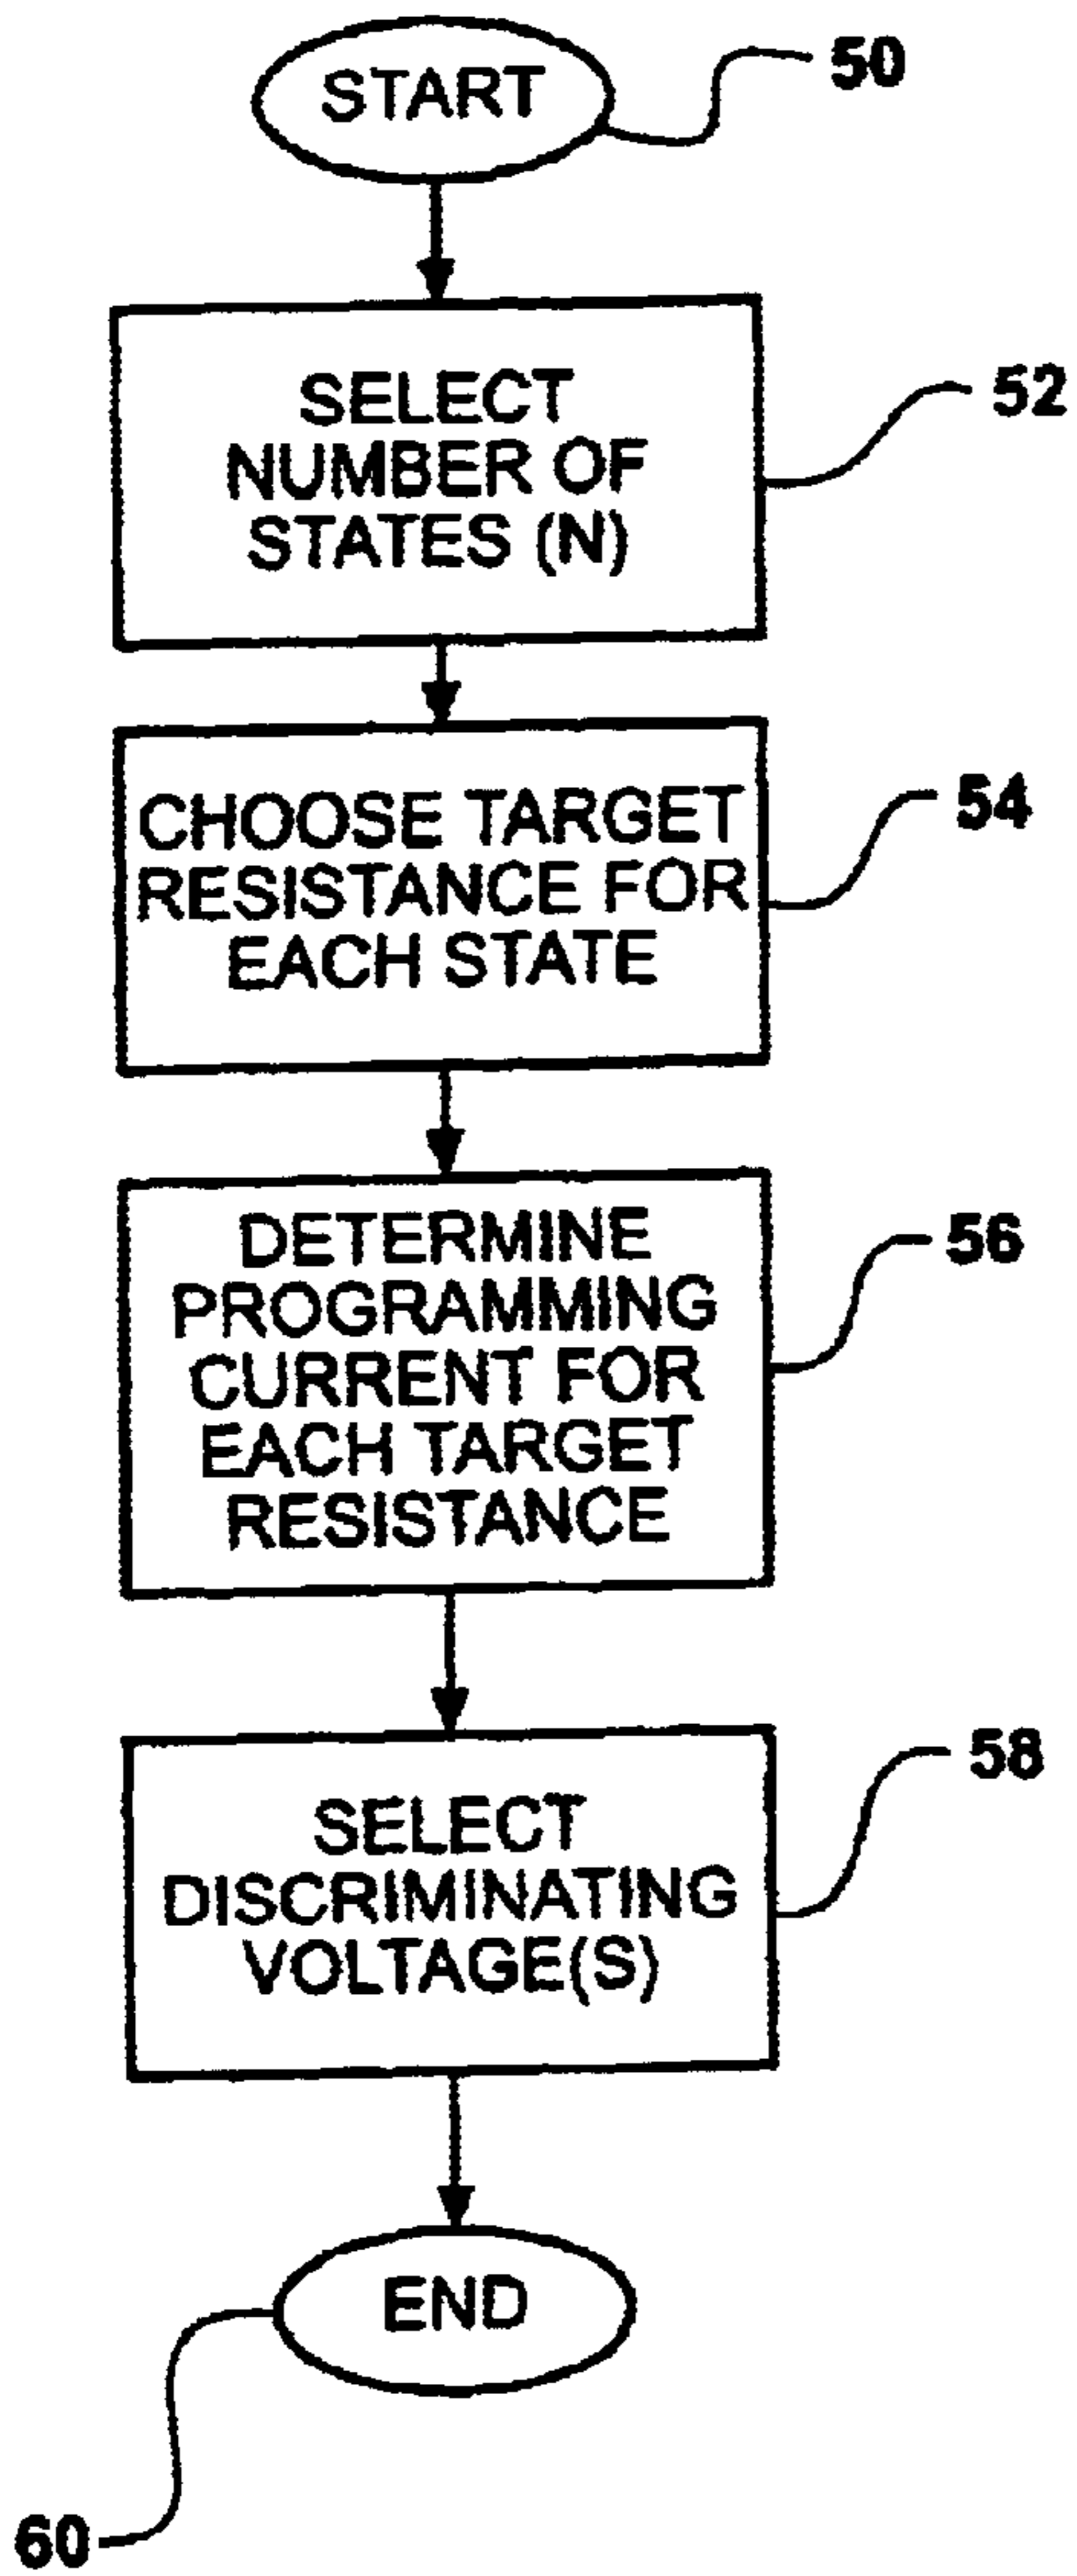 START
50
SELECT
NUMBER OF
STATES (N)
52
CHOOSE TARGET
RESISTANCE FOR
EACH STATE
54
DETERMINE
PROGRAMMING
CURRENT FOR
EACH TARGET
RESISTANCE
56
SELECT
DISCRIMINATING
VOLTAGE(S)
58
END
60